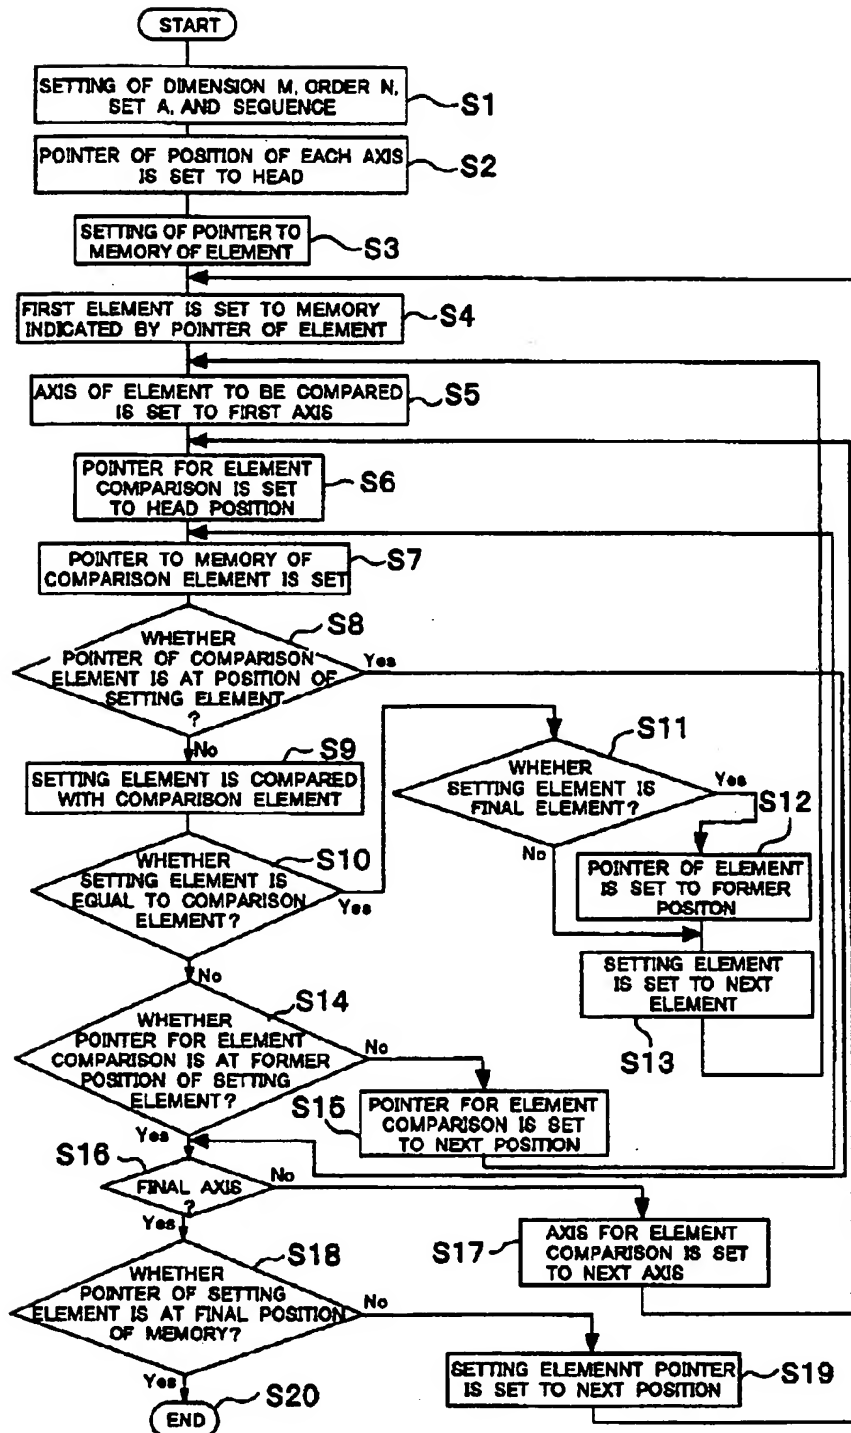 START
SETTING OF DIMENSION M, ORDER N,
SET A, AND SEQUENCE
S1
POINTER OF POSITION OF EACH AXIS
IS SET TO HEAD
S2
SETTING OF POINTER TO
MEMORY OF ELEMENT
S3
FIRST ELEMENT IS SET TO MEMORY
INDICATED BY POINTER OF ELEMENT
S4
AXIS OF ELEMENT TO BE COMPARED
IS SET TO FIRST AXIS
S5
POINTER FOR ELEMENT
COMPARISON IS SET
TO HEAD POSITION
S6
POINTER TO MEMORY OF
COMPARISON ELEMENT IS SET
S7
WHETHER
POINTER OF COMPARISON
ELEMENT IS AT POSITION OF
SETTING ELEMENT
?
S8
Yes
No
SETTING ELEMENT IS COMPARED
WITH COMPARISON ELEMENT
S9
WHETHER
SETTING ELEMENT IS
EQUAL TO COMPARISON
ELEMENT?
S10
Yes
No
WHEHER
SETTING ELEMENT IS
FINAL ELEMENT?
S11
Yes
No
S12
POINTER OF ELEMENT
IS SET TO FORMER
POSITON
SETTING ELEMENT
IS SET TO NEXT
ELEMENT
S13
WHETHER
POINTER FOR ELEMENT
COMPARISON IS AT FORMER
POSITION OF SETTING
ELEMENT?
S14
No
Yes
S15
POINTER FOR ELEMENT
COMPARISON IS SET
TO NEXT POSITION
S16
FINAL AXIS
?
No
Yes
S17
AXIS FOR ELEMENT
COMPARISON IS SET
TO NEXT AXIS
WHETHER
POINTER OF SETTING
ELEMENT IS AT FINAL POSITION
OF MEMORY?
S18
No
Yes
SETTING ELEMENNT POINTER
IS SET TO NEXT POSITION
S19
END
S20